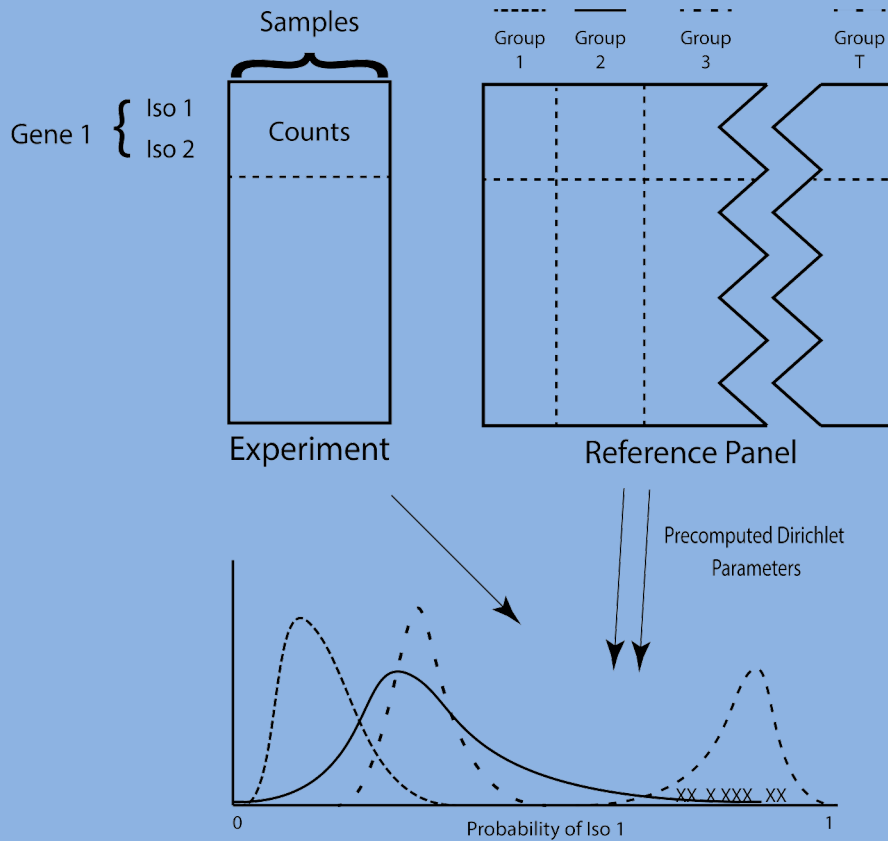 Samples
Group 1
Group 2
Group 3
Group T
Gene 1
Iso 1
Iso 2
Counts
Experiment
Reference Panel
Precomputed Dirichlet
Parameters
XX X XXX XX
0
Probability of Iso 1
1